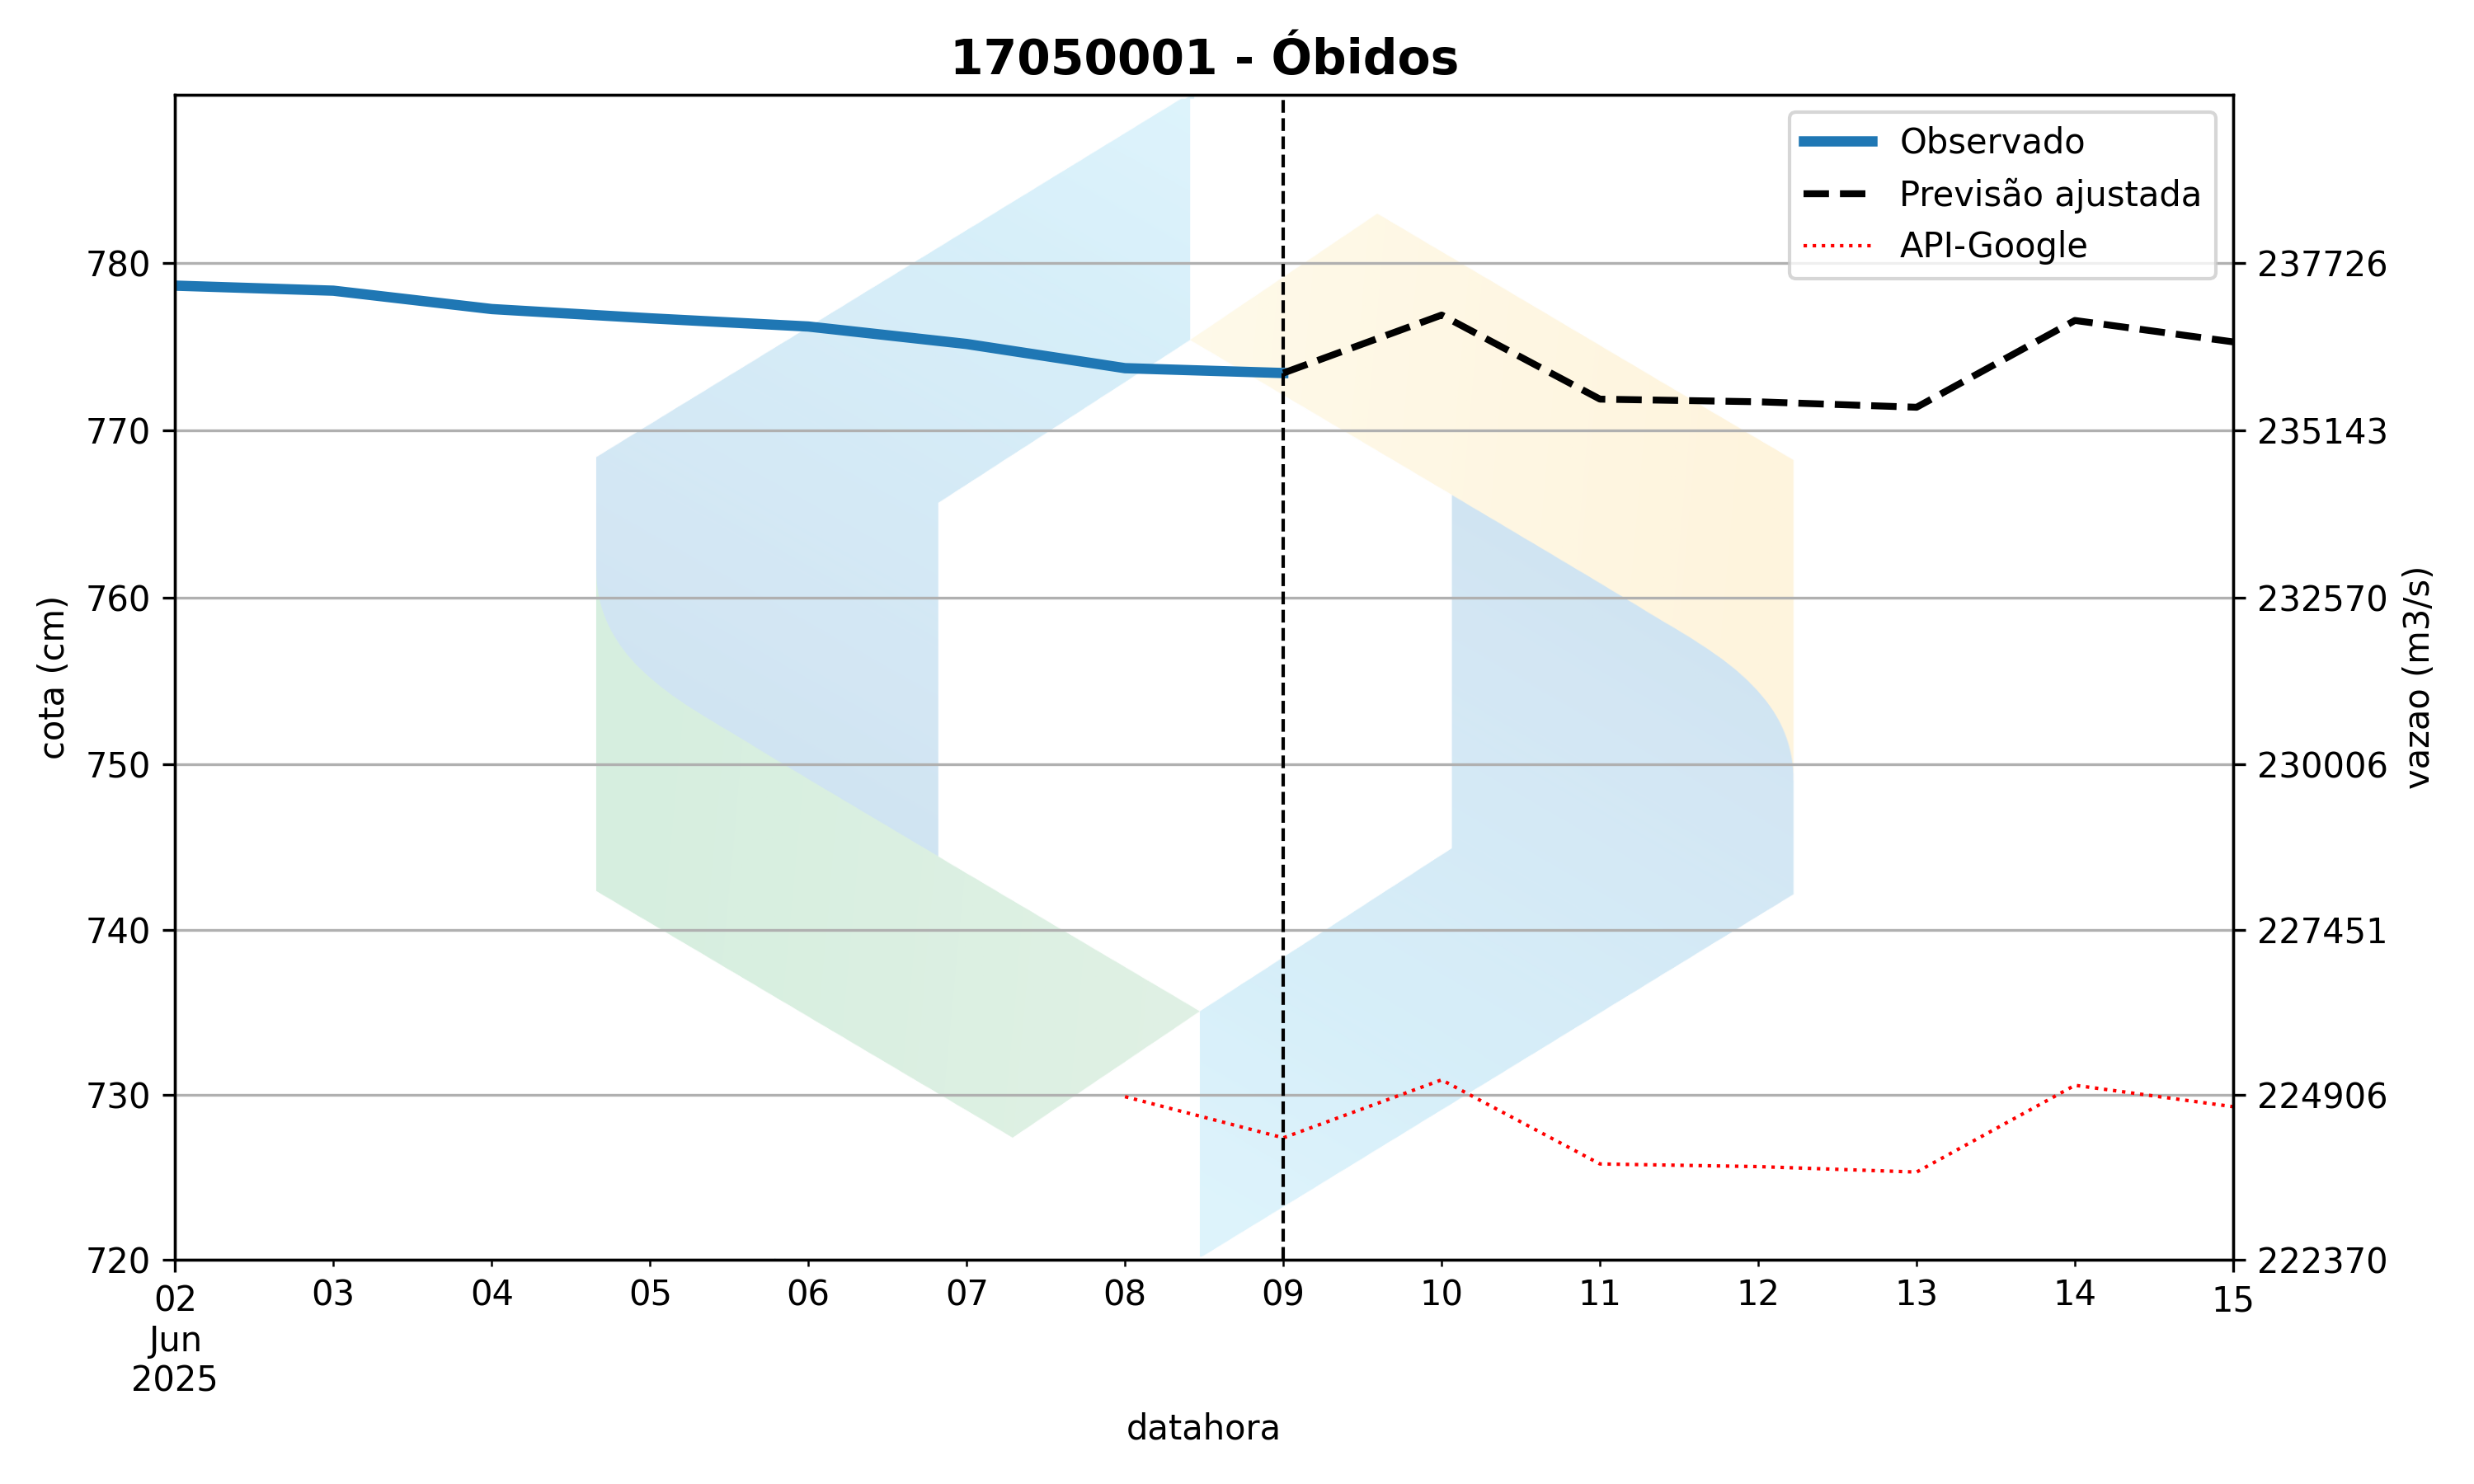 17050001 - Óbidos
Observado
Previsão ajustada
API-Google
780
770
760
750
740
730
720
cota (cm)
237726
235143
232570
230006
227451
224906
222370
vazao (m3/s)
02 03 04 05 06 07 08 09 10 11 12 13 14 15
Jun
2025
datahora